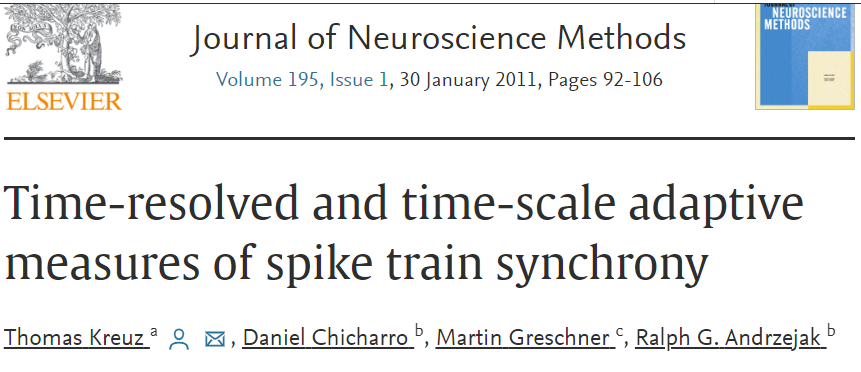 Journal of Neuroscience Methods
Volume 195, Issue 1, 30 January 2011, Pages 92-106
ELSEVIER
NEUROSCIENCE
METHODS
Time-resolved and time-scale adaptive
measures of spike train synchrony
Thomas Kreuz a, Daniel Chicharro b, Martin Greschner c, Ralph G. Andrzejak b